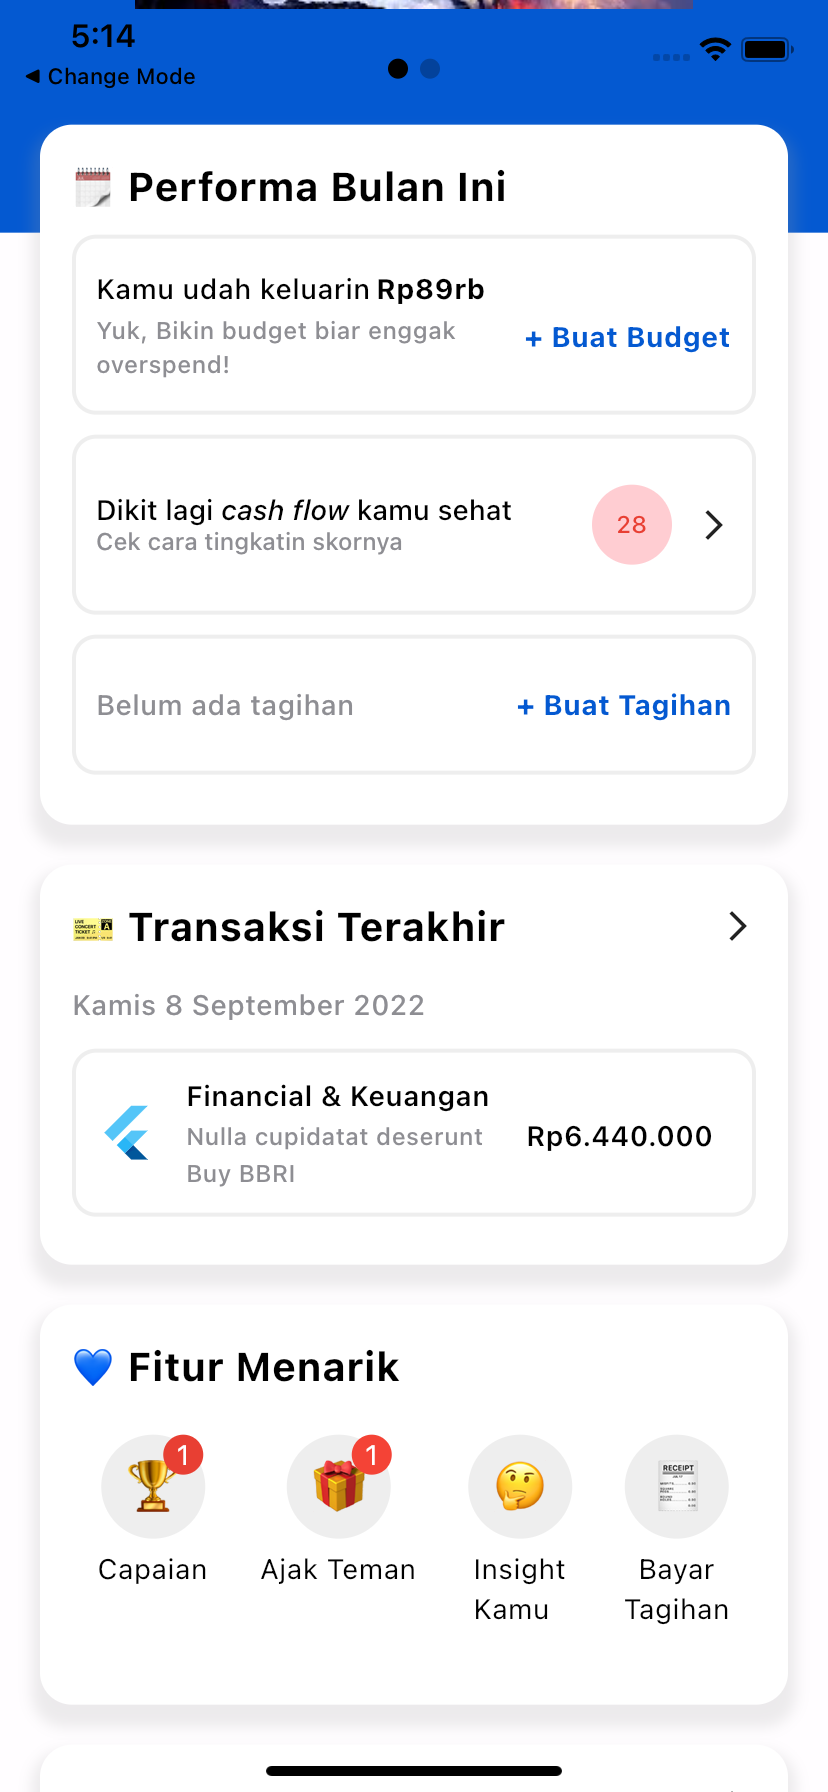 5:14
◀ Change Mode
Performa Bulan Ini
Kamu udah keluarin Rp89rb
Yuk, Bikin budget biar enggak
overspend!
+ Buat Budget
Dikit lagi cash flow kamu sehat
Cek cara tingkatin skornya
28
Belum ada tagihan
+ Buat Tagihan
Transaksi Terakhir
Kamis 8 September 2022
Financial & Keuangan
Nulla cupidatat deserunt
Buy BBRI
Rp6.440.000
Fitur Menarik
1
1
Capaian
Ajak Teman
Insight
Kamu
RECEIPT
Bayar
Tagihan